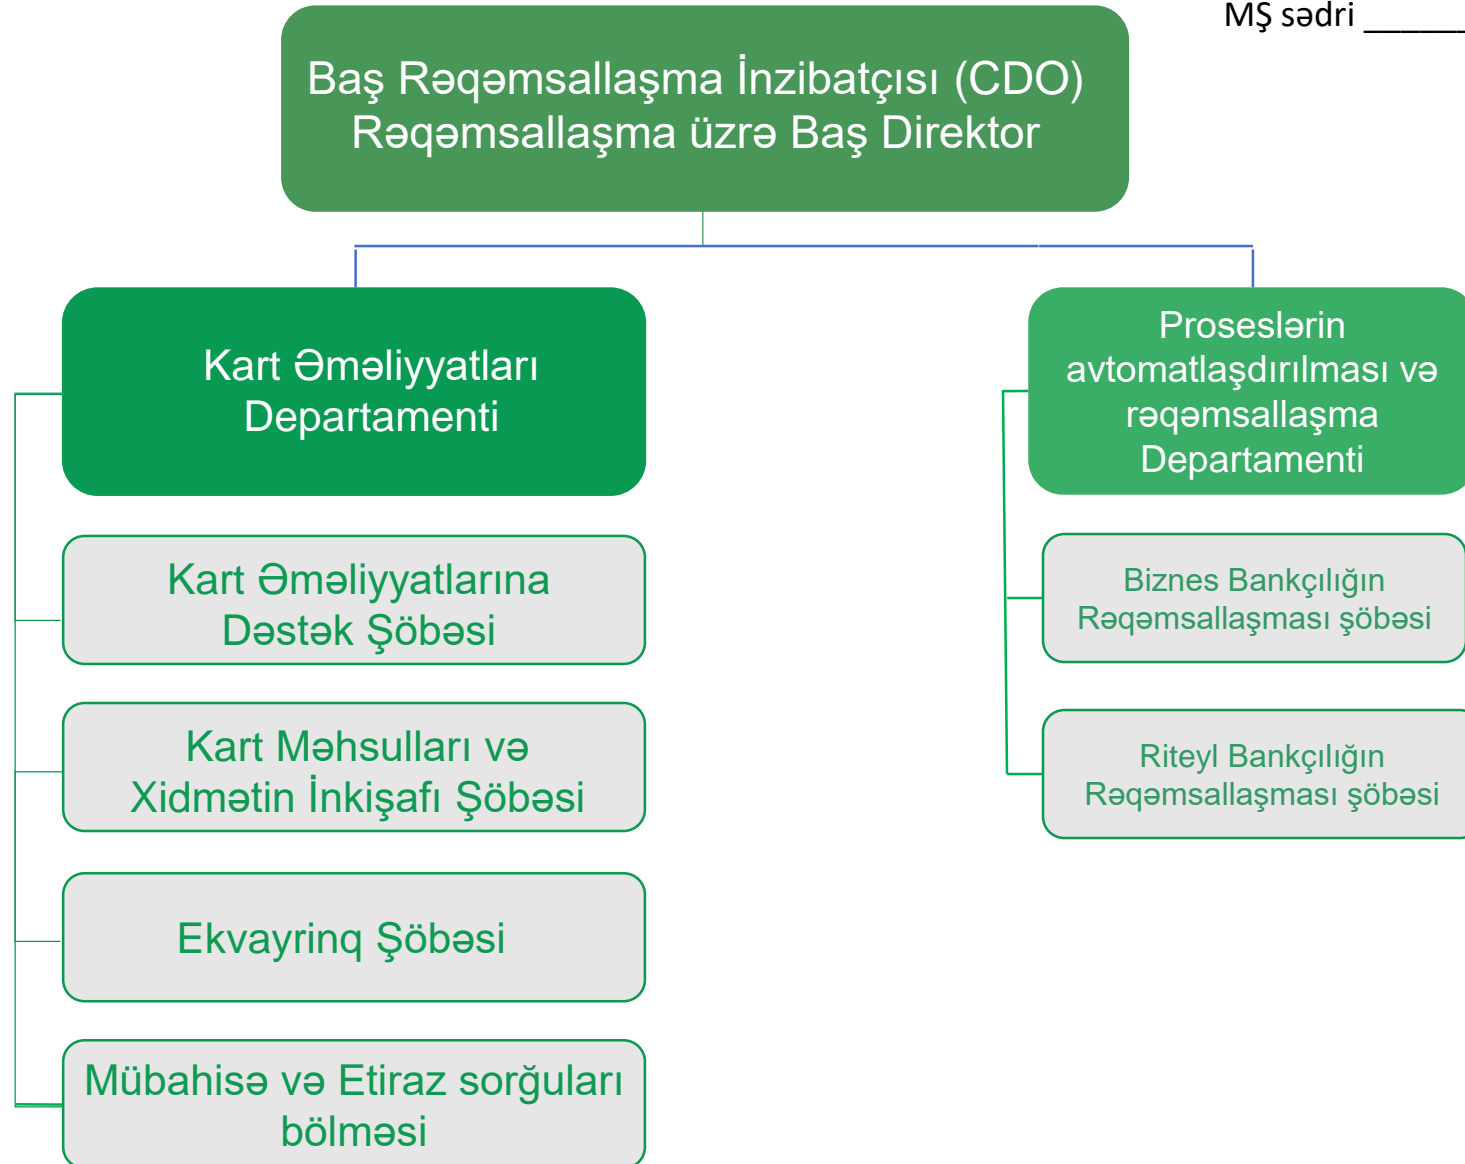 MŞ sədri ______
Baş Rəqəmsallaşma İnzibatçısı (CDO)
Rəqəmsallaşma üzrə Baş Direktor
Kart Əməliyyatları
Departamenti
Kart Əməliyyatlarına
Dəstək Şöbəsi
Kart Məhsulları və
Xidmətin İnkişafı Şöbəsi
Ekvayrinq Şöbəsi
Mübahisə və Etiraz sorğuları
bölməsi
Proseslərin
avtomatlaşdırılması və
rəqəmsallaşma
Departamenti
Biznes Bankçılığın
Rəqəmsallaşması şöbəsi
Riteyl Bankçılığın
Rəqəmsallaşması şöbəsi